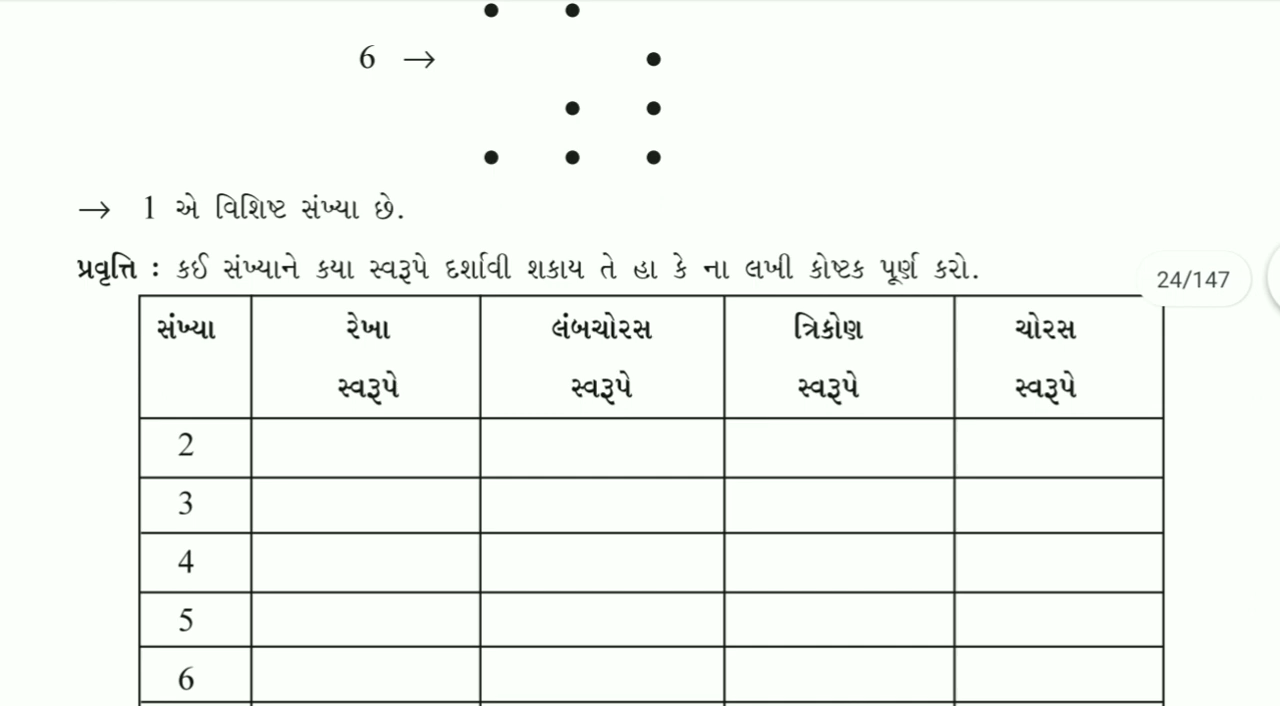 6 →
→ 1 એ વિશિષ્ટ સંખ્યા છે.
પ્રવૃત્તિ : કઈ સંખ્યાને કયા સ્વરૂપે દર્શાવી શકાય તે હા કે ના લખી કોષ્ટક પૂર્ણ કરો.
24/147
સંખ્યા રેખા લંબચોરસ ત્રિકોણ ચોરસ
સ્વરૂપે સ્વરૂપે સ્વરૂપે સ્વરૂપે
2
3
4
5
6